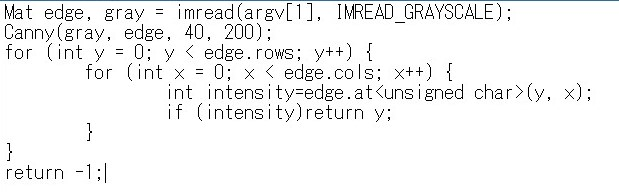 Mat edge, gray = imread(argv[1], IMREAD_GRAYSCALE);
Canny(gray, edge, 40, 200);
for (int y = 0; y < edge.rows; y++) {
        for (int x = 0; x < edge.cols; x++) {
                int intensity=edge.at<unsigned char>(y, x);
                if (intensity)return y;
        }
}
return -1;